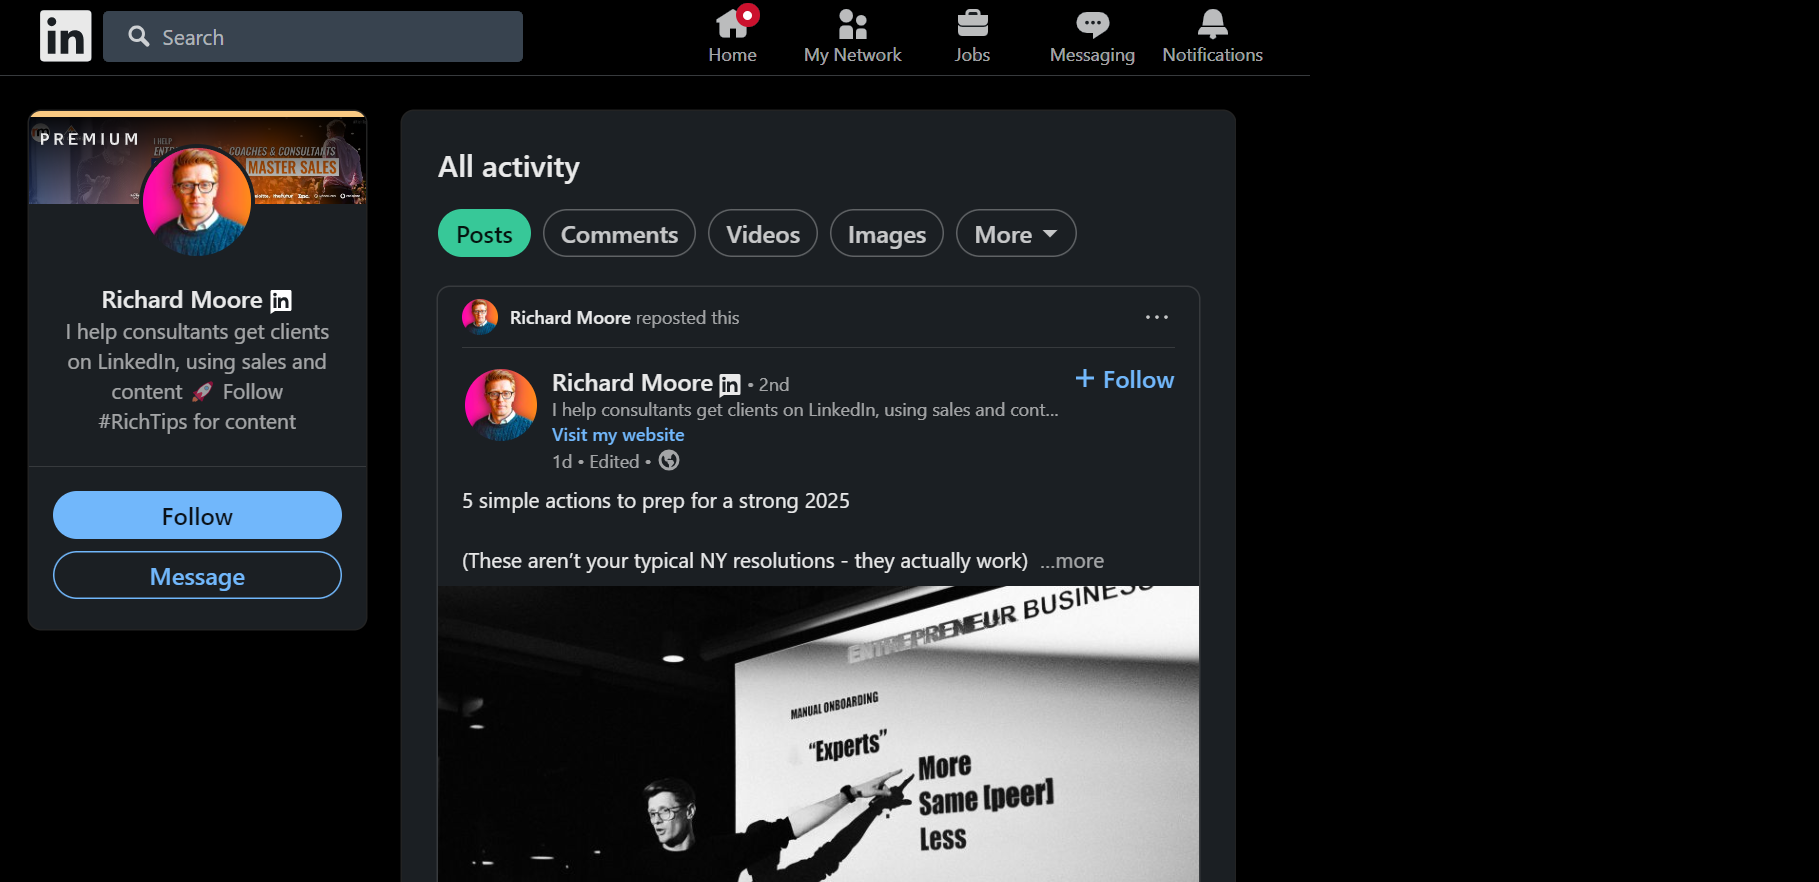 in
Search
Home
My Network
Jobs
Messaging
Notifications
PREMIUM
I HELP
COACHES & CONSULTANTS
MASTER SALES
Richard Moore in
I help consultants get clients
on LinkedIn, using sales and
content 🚀 Follow
#RichTips for content
Follow
Message
All activity
Posts
Comments
Videos
Images
More
Richard Moore reposted this
Richard Moore in • 2nd
+ Follow
I help consultants get clients on LinkedIn, using sales and cont...
Visit my website
1d • Edited •
5 simple actions to prep for a strong 2025
(These aren’t your typical NY resolutions - they actually work) ...more
ENTREPRENEUR BUSINESS
MANUAL ONBOARDING
“Experts”
More
Same [peer]
Less